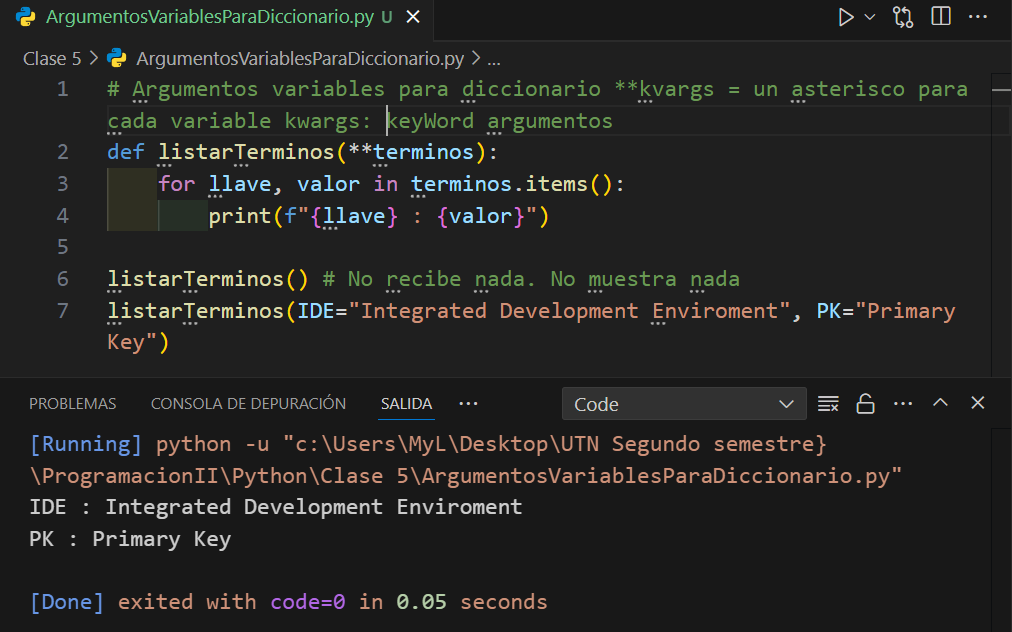 ArgumentosVariablesParaDiccionario.py U
Clase 5 > ArgumentosVariablesParaDiccionario.py > ...
1 # Argumentos variables para diccionario **kvargs = un asterisco para
cada variable kwargs: keyWord argumentos
2 def listarTerminos(**terminos):
3 for llave, valor in terminos.items():
4 print(f"{llave} : {valor}")
5
6 listarTerminos() # No recibe nada. No muestra nada
7 listarTerminos(IDE="Integrated Development Enviroment", PK="Primary
Key")
PROBLEMAS CONSOLA DE DEPURACIÓN SALIDA ... Code
[Running] python -u "c:\Users\MyL\Desktop\UTN Segundo semestre}
\ProgramacionII\Python\Clase 5\ArgumentosVariablesParaDiccionario.py"
IDE : Integrated Development Enviroment
PK : Primary Key
[Done] exited with code=0 in 0.05 seconds